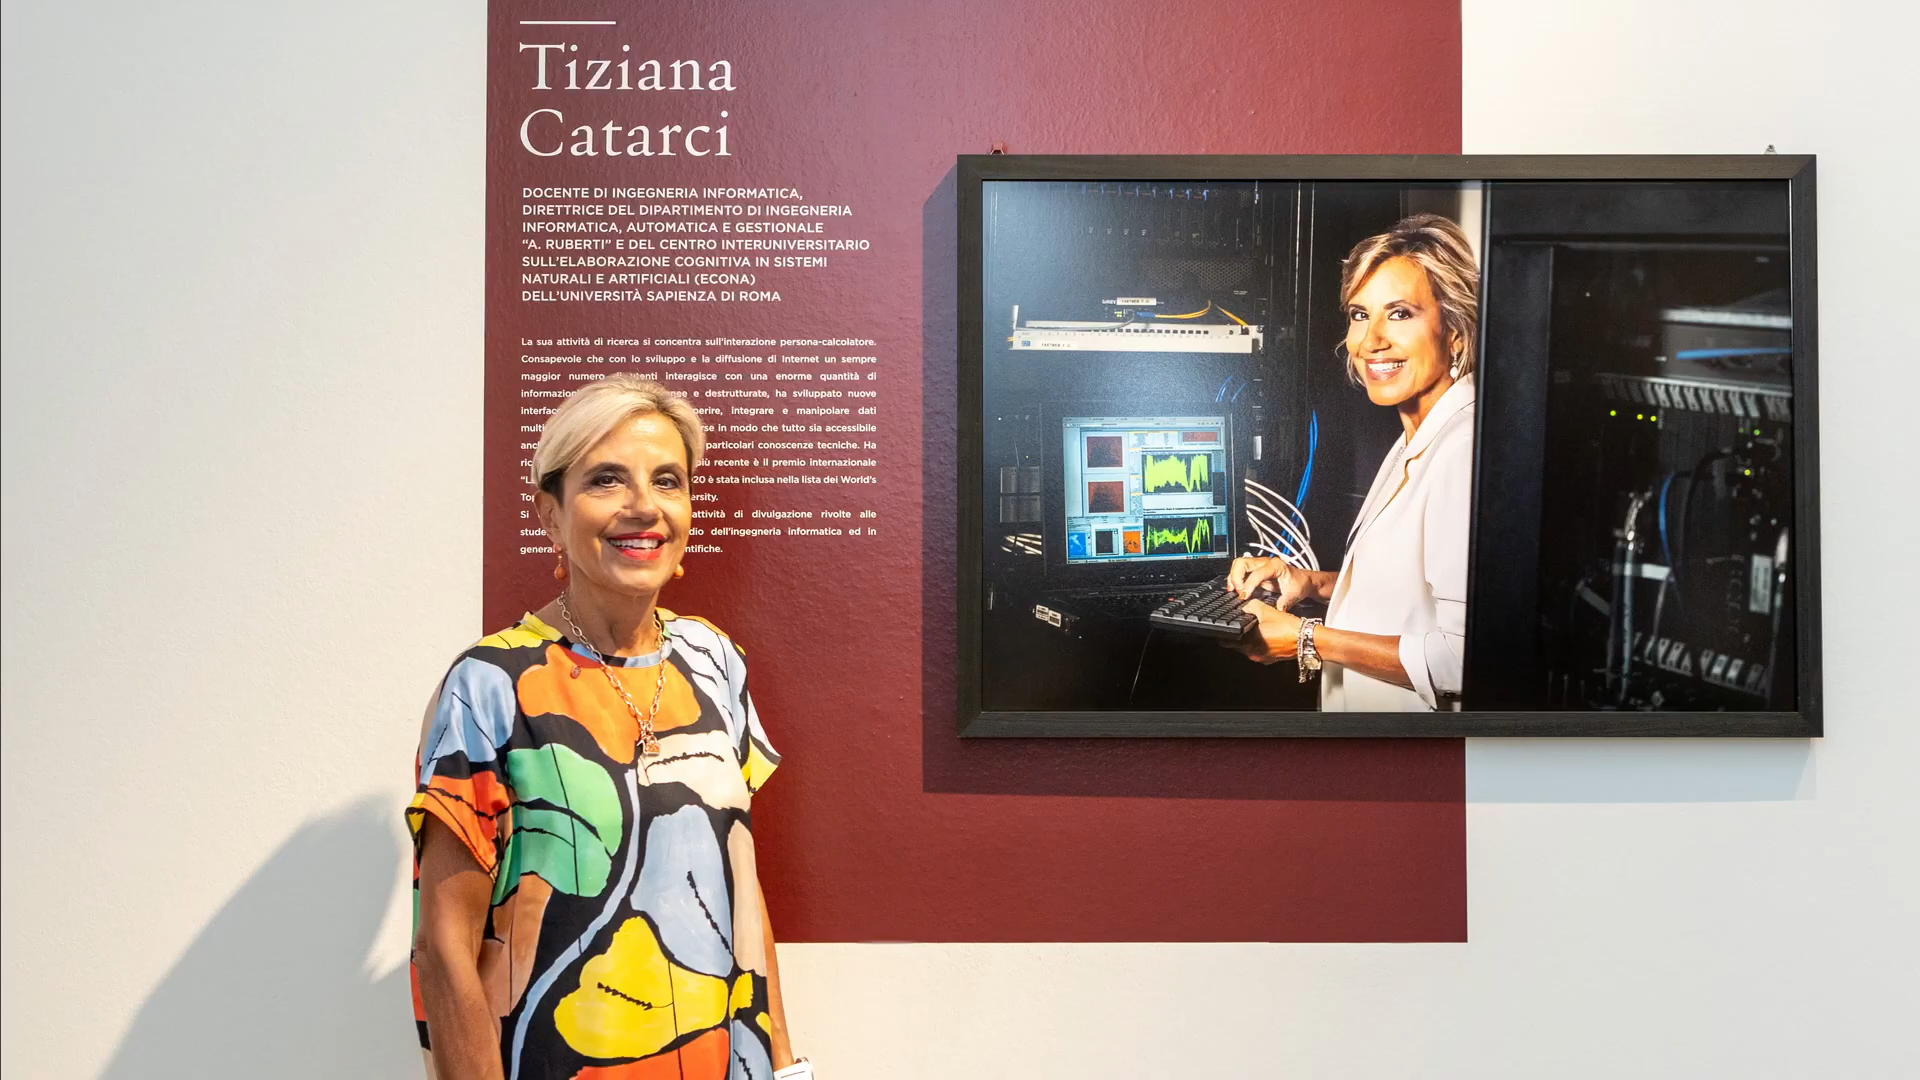 Tiziana
Catarci
DOCENTE DI INGEGNERIA INFORMATICA,
DIRETTRICE DEL DIPARTIMENTO DI INGEGNERIA
INFORMATICA, AUTOMATICA E GESTIONALE
“A. RUBERTI” E DEL CENTRO INTERUNIVERSITARIO
SULL’ELABORAZIONE COGNITIVA IN SISTEMI
NATURALI E ARTIFICIALI (ECONA)
DELL’UNIVERSITÀ SAPIENZA DI ROMA
La sua attività di ricerca si concentra sull’interazione persona-calcolatore.
Consapevole che con lo sviluppo e la diffusione di Internet un sempre
maggior numero di utenti interagisce con una enorme quantità di
e destrutturate, ha sviluppato nuove
integrare e manipolare dati
in modo che tutto sia accessibile
particolari conoscenze tecniche. Ha
più recente è il premio internazionale
è stata inclusa nella lista dei World’s
Si attività di divulgazione rivolte alle
dell’ingegneria informatica ed in